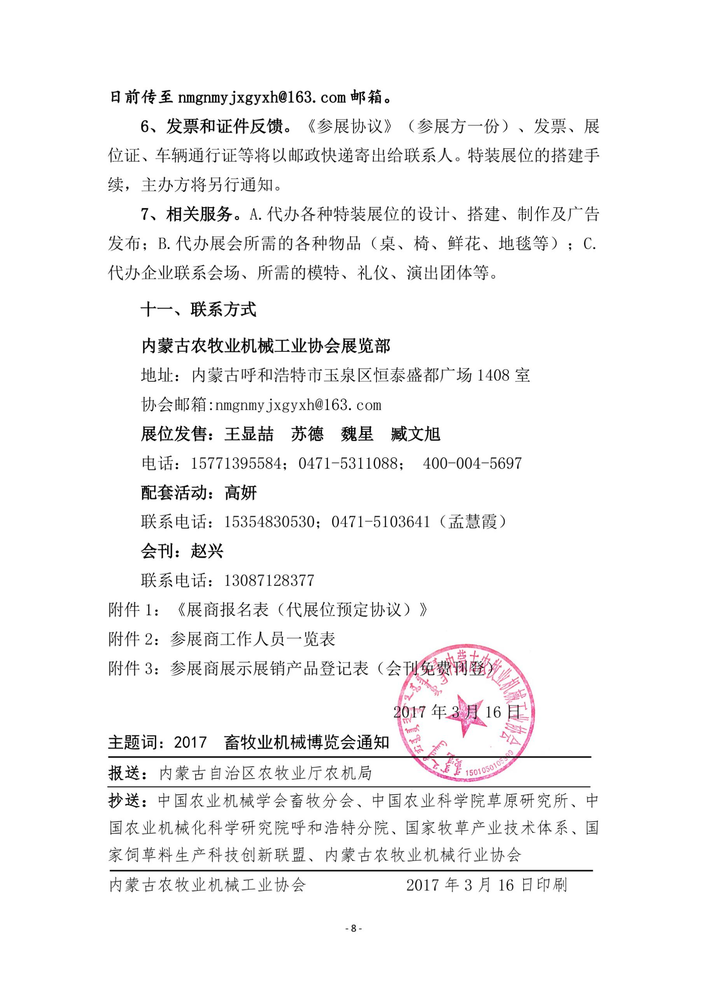 日前传至 nmgnmyjxgyxh@163.com 邮箱。
6、发票和证件反馈。《参展协议》（参展方一份）、发票、展
位证、车辆通行证等将以邮政快递寄出给联系人。特装展位的搭建手
续，主办方将另行通知。
7、相关服务。A.代办各种特装展位的设计、搭建、制作及广告
发布；B.代办展会所需的各种物品（桌、椅、鲜花、地毯等）；C.
代办企业联系会场、所需的模特、礼仪、演出团体等。
十一、联系方式
内蒙古农牧业机械工业协会展览部
地址：内蒙古呼和浩特市玉泉区恒泰盛都广场 1408 室
协会邮箱:nmgnmyjxgyxh@163.com
展位发售：王显喆　苏德　魏星　臧文旭
电话：15771395584；0471-5311088； 400-004-5697
配套活动：高妍
联系电话：15354830530；0471-5103641（孟慧霞）
会刊：赵兴
联系电话：13087128377
附件 1：《展商报名表（代展位预定协议）》
附件 2：参展商工作人员一览表
附件 3：参展商展示展销产品登记表（会刊免费刊登）
内蒙古农牧业机械工业协会
2017 年 3 月 16 日
主题词：2017　畜牧业机械博览会通知
报送：内蒙古自治区农牧业厅农机局
抄送：中国农业机械学会畜牧分会、中国农业科学院草原研究所、中
国农业机械化科学研究院呼和浩特分院、国家牧草产业技术体系、国
家饲草料生产科技创新联盟、内蒙古农牧业机械行业协会
内蒙古农牧业机械工业协会　2017 年 3 月 16 日印刷
- 8 -